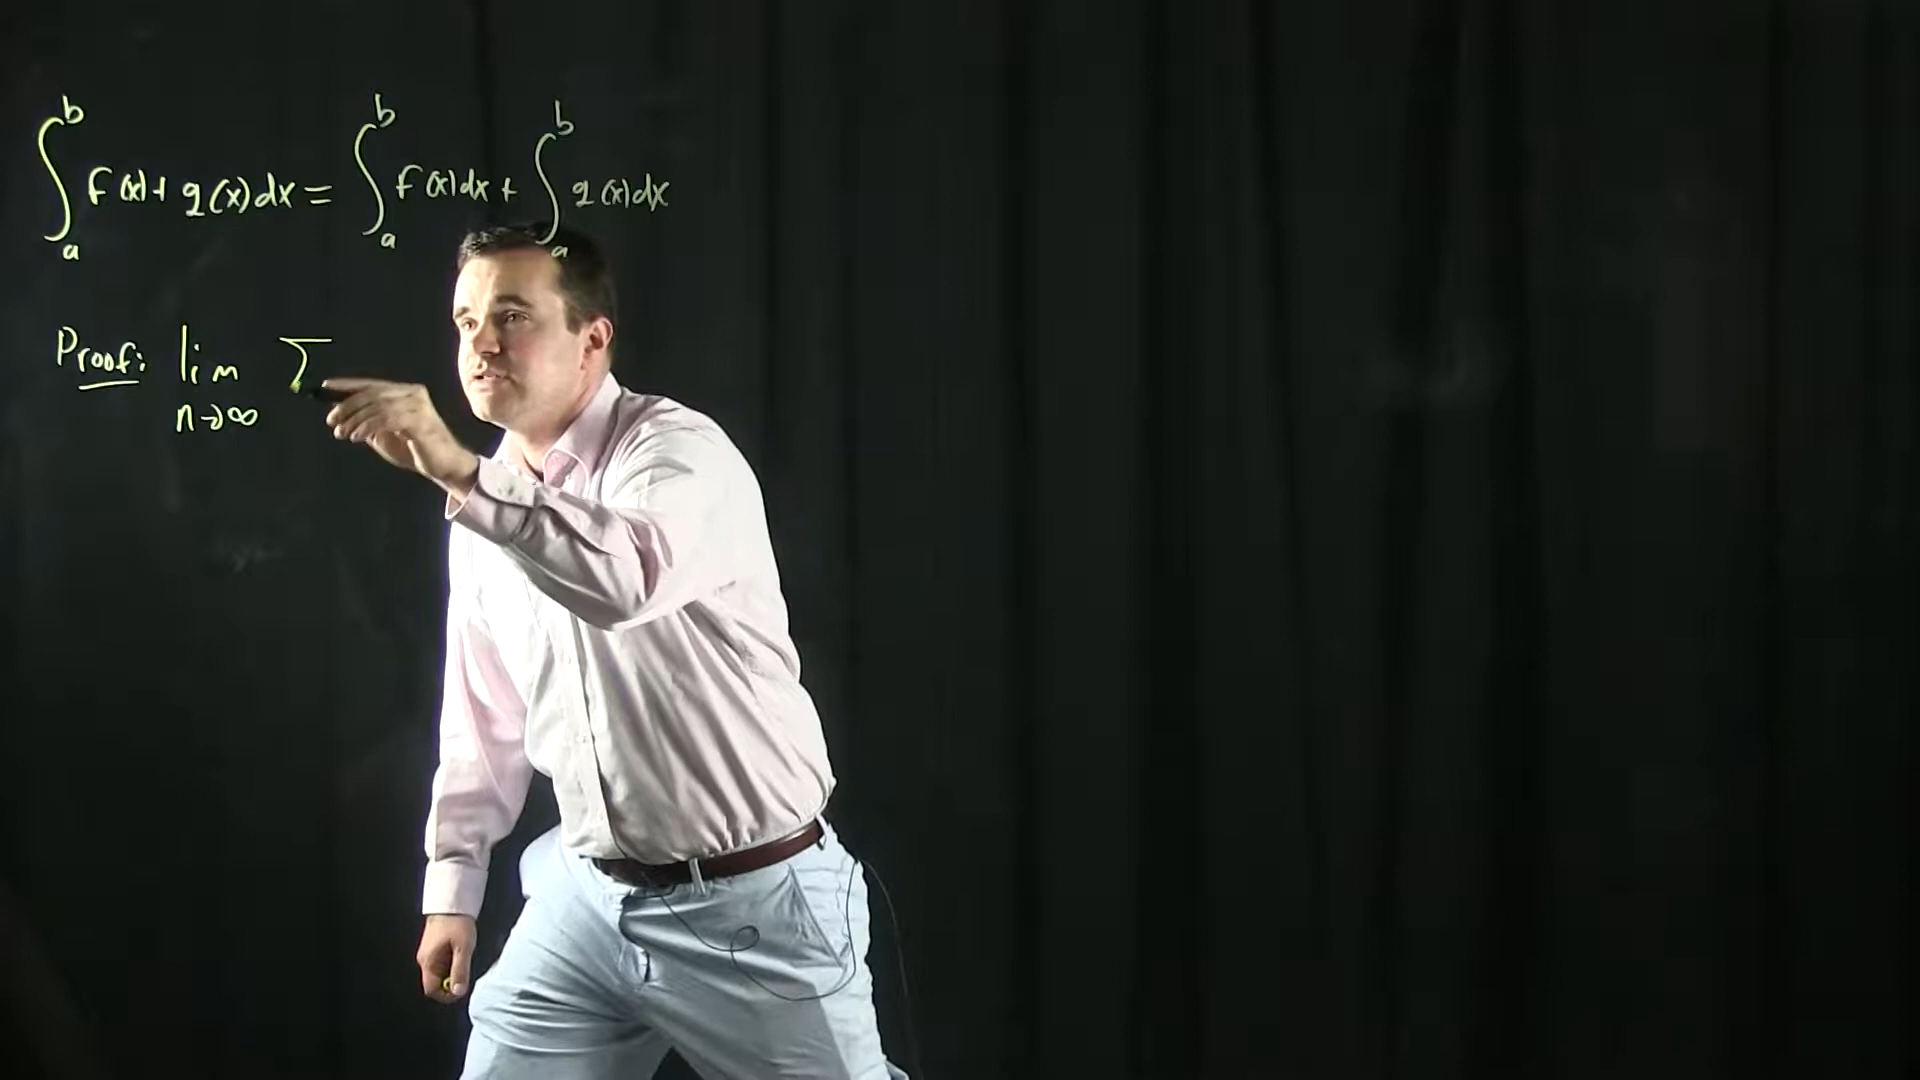 ∫_a^b f(x) + g(x) dx = ∫_a^b f(x) dx + ∫_a^b g(x) dx
Proof: lim_{n→∞} Σ